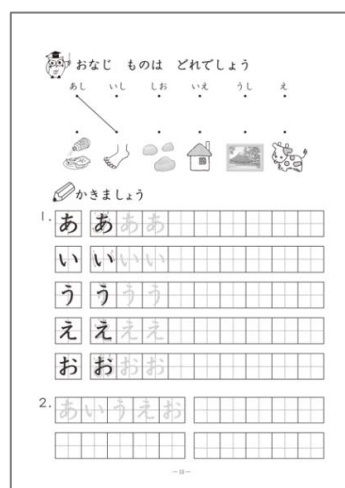 おなじ ものは どれでしょう
あし いし しお いえ うし え
かきましょう
1. あ あ あ あ
い い い い
う う う う
え え え え
お お お お
2. あ い う え お